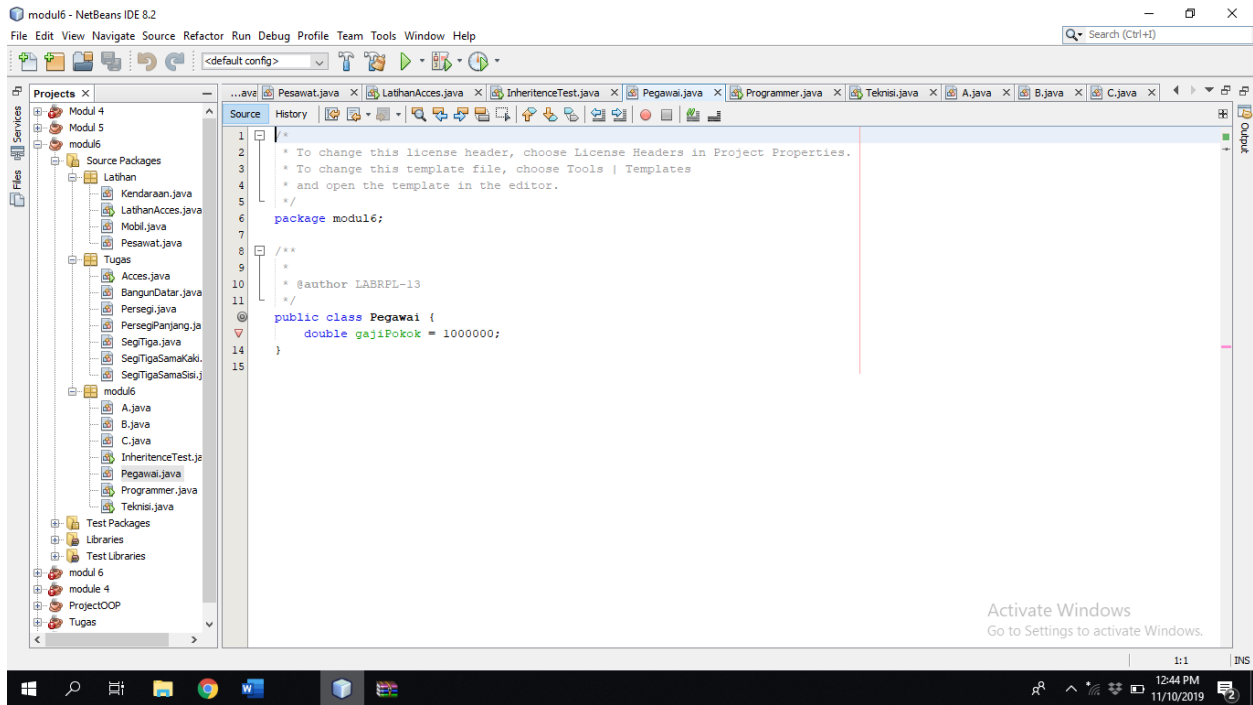 modul6 - NetBeans IDE 8.2
File Edit View Navigate Source Refactor Run Debug Profile Team Tools Window Help
Search (Ctrl+I)
<default config>
Projects
...ava Pesawat.java LatihanAcces.java InheritenceTest.java Pegawai.java Programmer.java Teknisi.java A.java B.java C.java
Source History
Services
Files
Output
Modul 4
Modul 5
modul6
Source Packages
Latihan
Kendaraan.java
LatihanAcces.java
Mobil.java
Pesawat.java
Tugas
Acces.java
BangunDatar.java
Persegi.java
PersegiPanjang.ja
SegiTiga.java
SegiTigaSamaKaki.
SegiTigaSamaSisi.j
modul6
A.java
B.java
C.java
InheritenceTest.ja
Pegawai.java
Programmer.java
Teknisi.java
Test Packages
Libraries
Test Libraries
modul 6
module 4
ProjectOOP
Tugas
1 /*
2 * To change this license header, choose License Headers in Project Properties.
3 * To change this template file, choose Tools | Templates
4 * and open the template in the editor.
5 */
6 package modul6;
7
8 /**
9 *
10 * @author LABRPL-13
11 */
public class Pegawai {
double gajiPokok = 1000000;
14 }
15
Activate Windows
Go to Settings to activate Windows.
1:1 INS
12:44 PM
11/10/2019
2